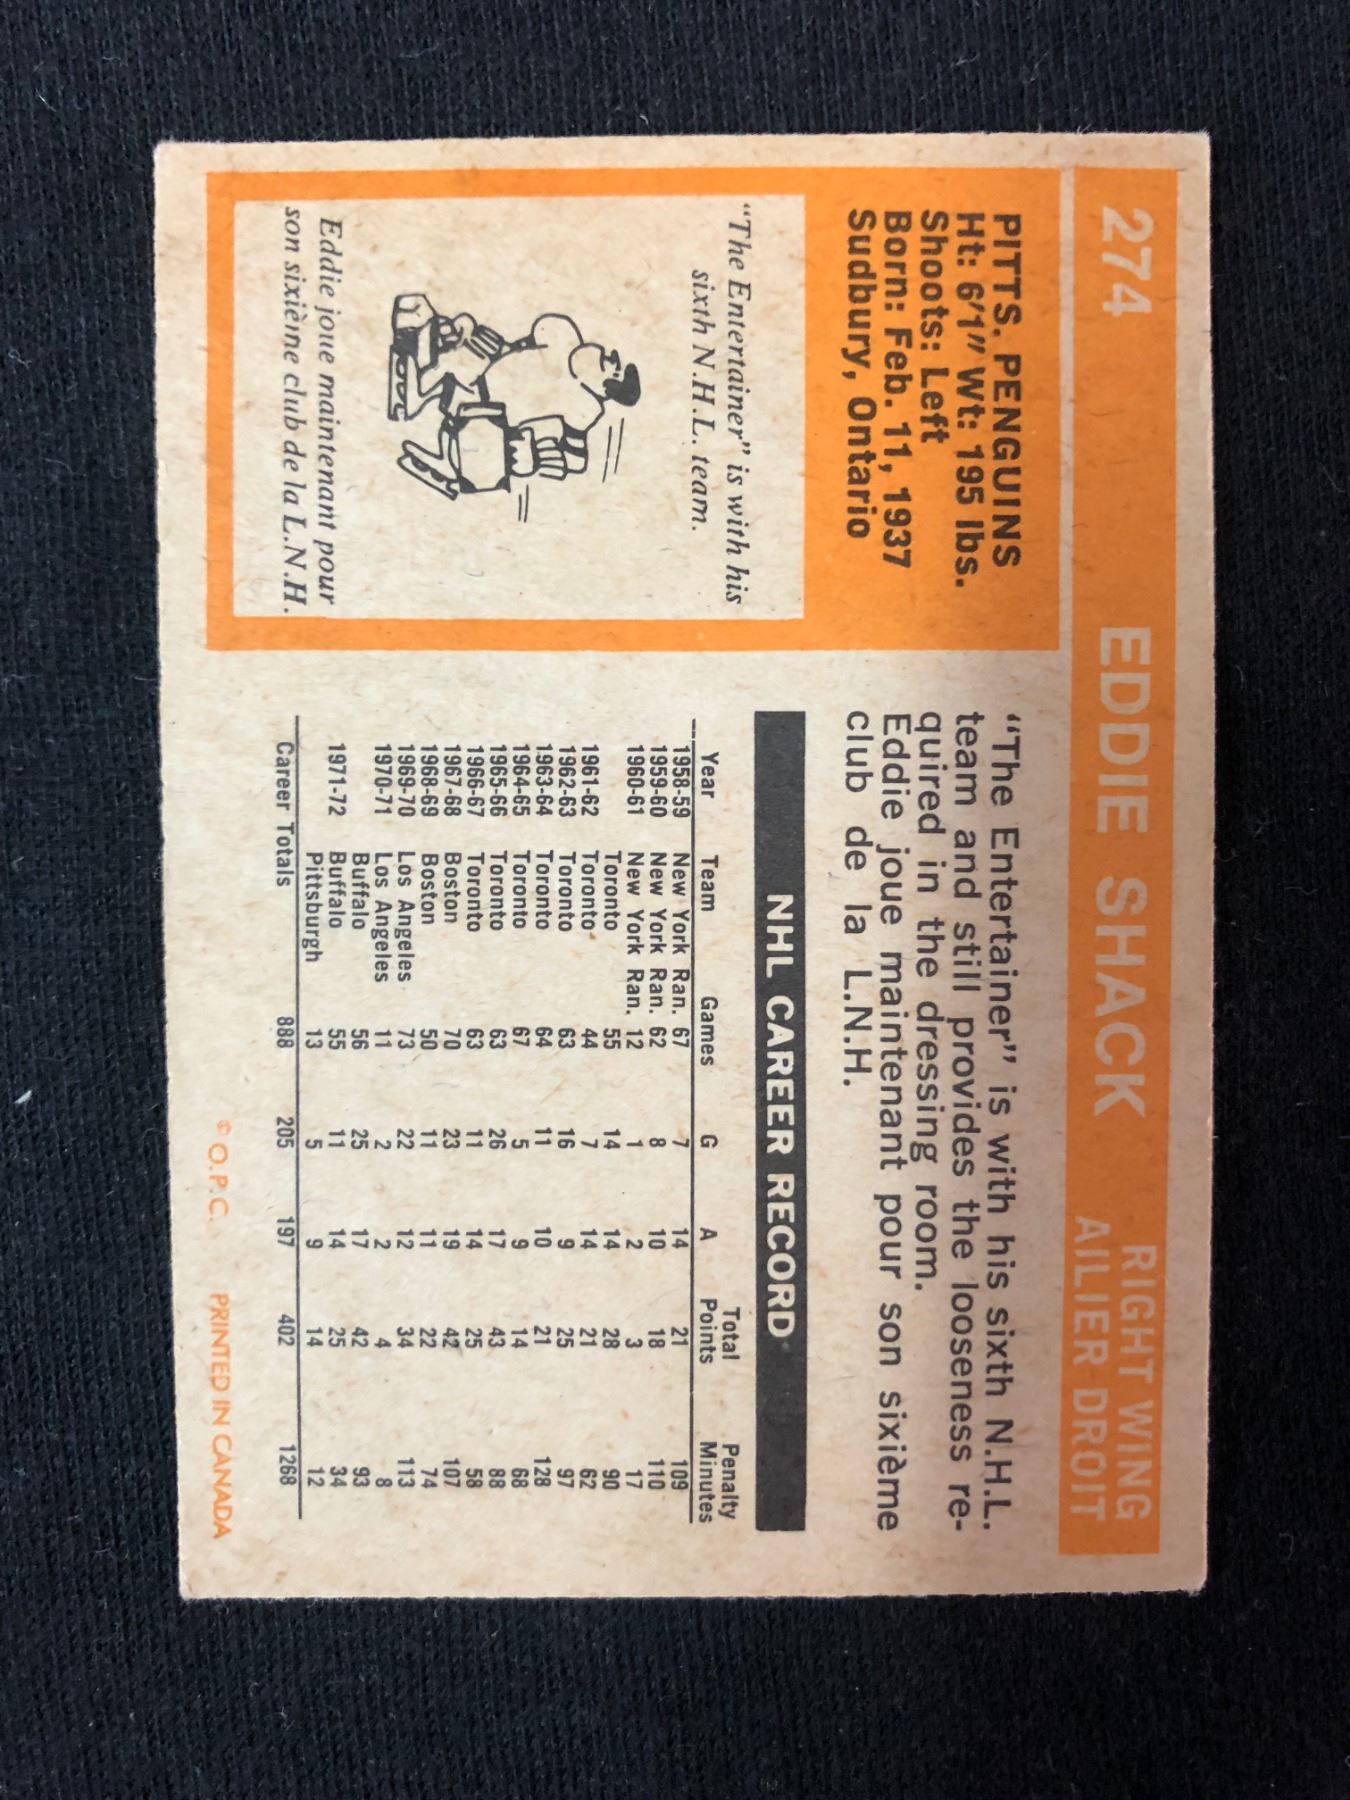 274 EDDIE SHACK RIGHT WING
AILIER DROIT
PITTS. PENGUINS
Ht: 6'1" Wt: 195 lbs.
Shoots: Left
Born: Feb. 11, 1937
Sudbury, Ontario
"The Entertainer" is with his
sixth N.H.L. team.
Eddie joue maintenant pour
son sixième club de la L.N.H.
"The Entertainer" is with his sixth N.H.L.
team and still provides the looseness re-
quired in the dressing room.
Eddie joue maintenant pour son sixième
club de la L.N.H.
NHL CAREER RECORD
Year Team Games G A Total Points Penalty Minutes
1958-59 New York Ran. 67 7 14 21 109
1959-60 New York Ran. 62 8 10 18 110
1960-61 New York Ran. 12 1 2 3 17
Toronto 55 14 14 28 90
1961-62 Toronto 44 7 14 21 62
1962-63 Toronto 63 16 9 25 97
1963-64 Toronto 64 11 10 21 128
1964-65 Toronto 67 5 9 14 68
1965-66 Toronto 63 26 17 43 88
1966-67 Toronto 63 11 14 25 58
1967-68 Boston 70 23 19 42 107
1968-69 Boston 50 11 11 22 74
1969-70 Los Angeles 73 22 12 34 113
1970-71 Los Angeles 11 2 2 4 8
Buffalo 56 25 17 42 93
1971-72 Buffalo 55 11 14 25 34
Pittsburgh 13 5 9 14 12
Career Totals 888 205 197 402 1268
© O.P.C. PRINTED IN CANADA